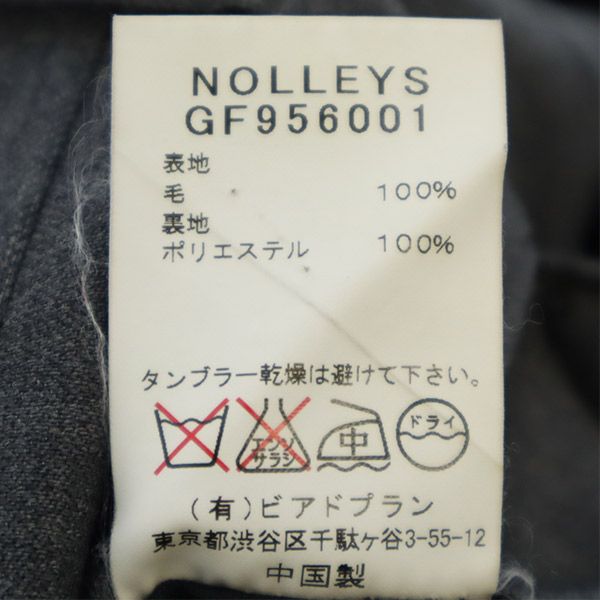 NOLLEYS
GF956001
表地
毛 100%
裏地
ポリエステル 100%
タンブラー乾燥は避けて下さい。
エンソ
サラシ
中
ドライ
(有)ビアドプラン
東京都渋谷区千駄ヶ谷3-55-12
中国製